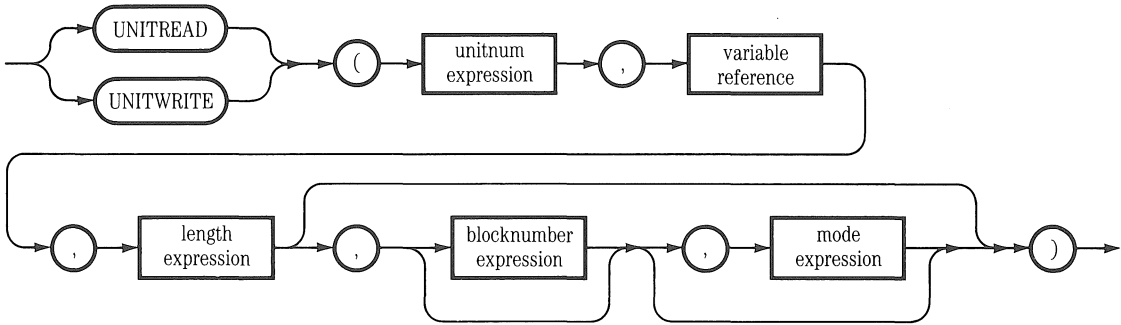 UNITREAD
UNITWRITE
(
unitnum
expression
,
variable
reference
,
length
expression
,
blocknumber
expression
,
mode
expression
)